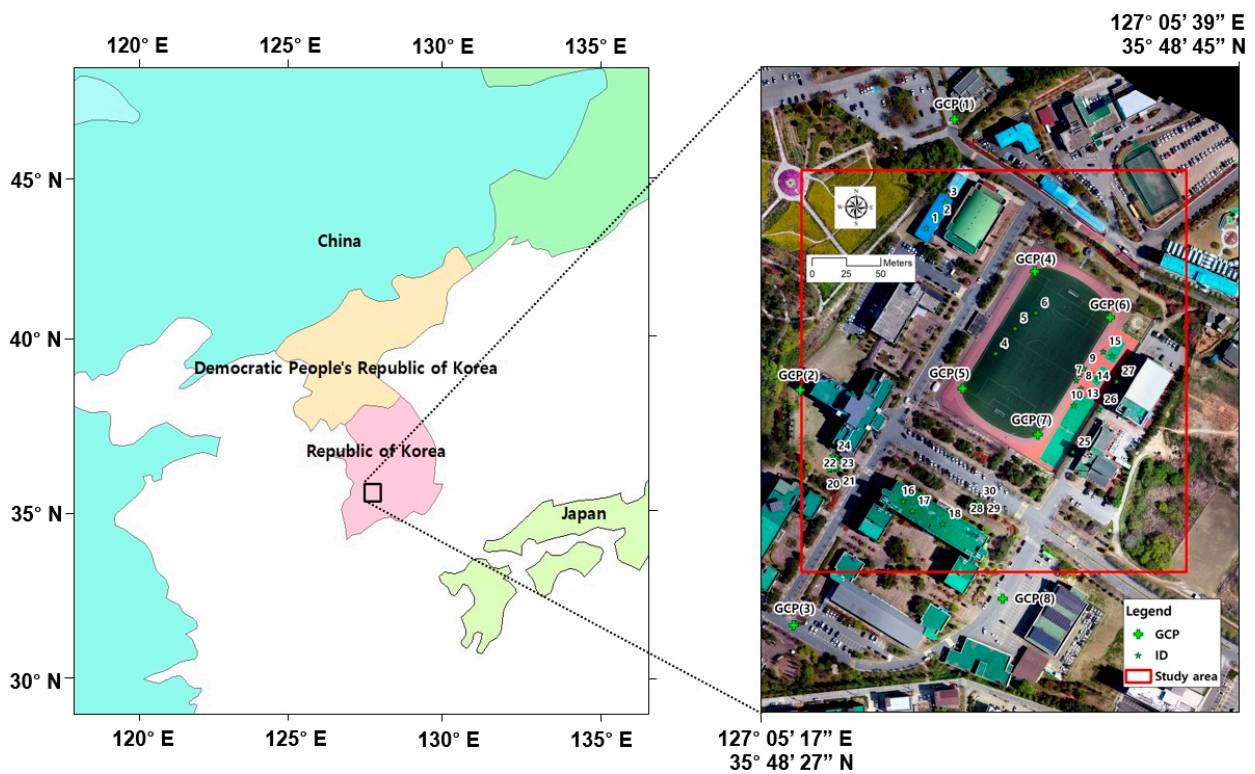 120° E
125° E
130° E
135° E
45° N
40° N
35° N
30° N
China
Democratic People's Republic of Korea
Republic of Korea
Japan
120° E
125° E
130° E
135° E
127° 05' 39” E
35° 48' 45” N
GCP(1)
3
2
1
N
W E
S
Meters
0 25 50
GCP(4)
6
5
4
GCP(6)
15
9
27
7
8
14
GCP(2)
GCP(5)
10
13
26
GCP(7)
25
24
22
23
20
21
16
17
18
30
28
29
GCP(3)
GCP(8)
Legend
GCP
ID
Study area
127° 05' 17” E
35° 48' 27” N